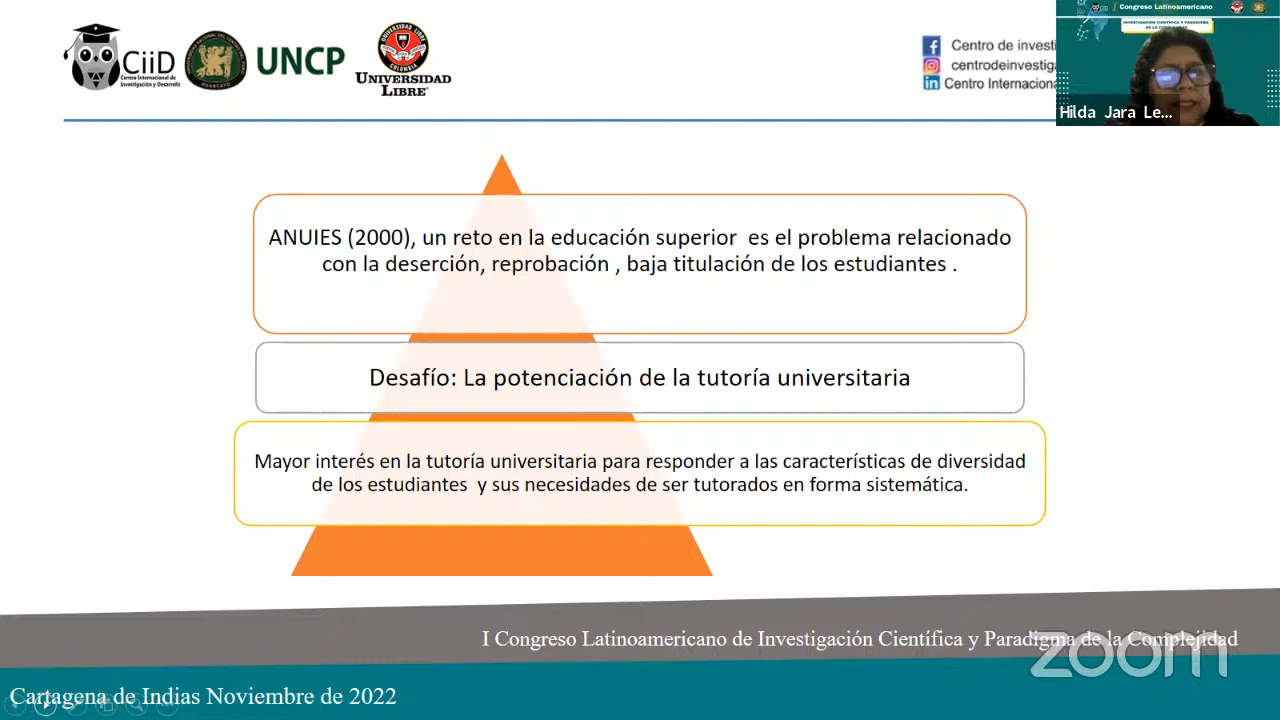 CiiD
Centro Internacional de
Investigación y Desarrollo
UNCP
UNIVERSIDAD
LIBRE
Centro de investi
centrodeinvestiga
Centro Internaciona
Congreso Latinoamericano
INVESTIGACIÓN CIENTÍFICA Y PARADIGMA
DE LA COMPLEJIDAD
Hilda Jara Le...
ANUIES (2000), un reto en la educación superior es el problema relacionado
con la deserción, reprobación , baja titulación de los estudiantes .
Desafío: La potenciación de la tutoría universitaria
Mayor interés en la tutoría universitaria para responder a las características de diversidad
de los estudiantes y sus necesidades de ser tutorados en forma sistemática.
I Congreso Latinoamericano de Investigación Científica y Paradigma de la Complejidad
zoom
Cartagena de Indias Noviembre de 2022